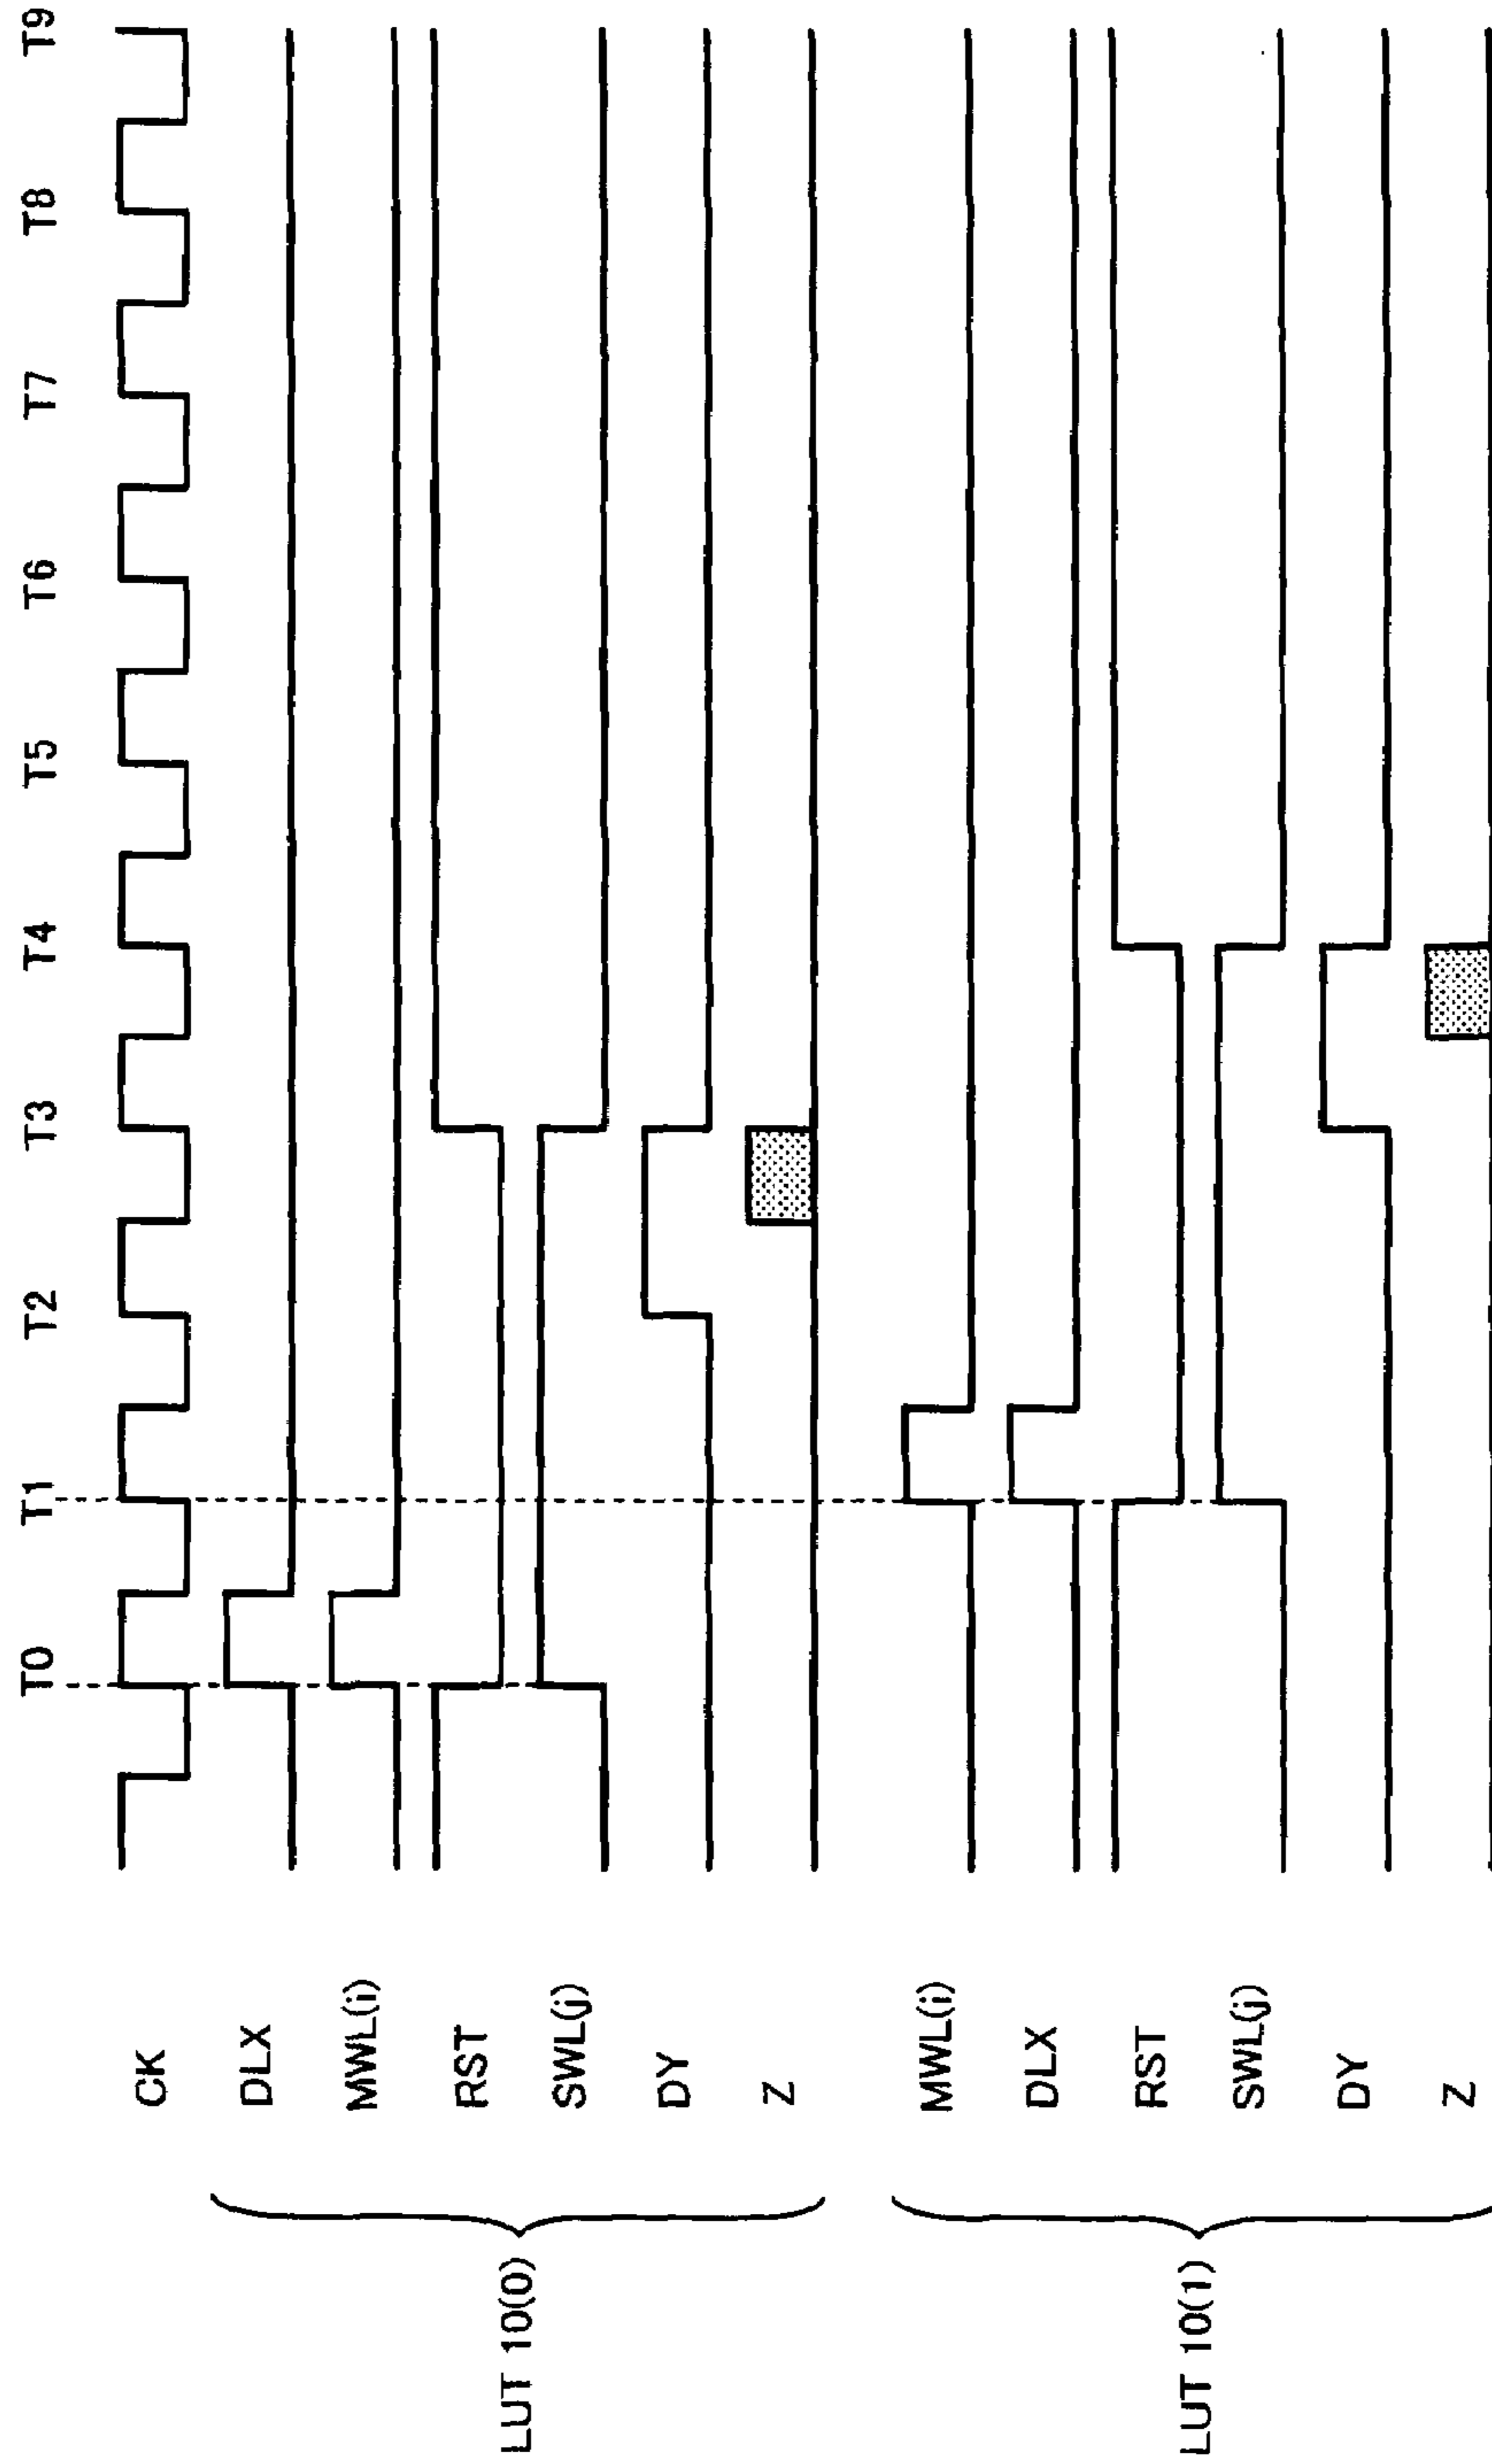 T0 T1 T2 T3 T4 T5 T6 T7 T8 T9
CK
LUT 10(0)
DLX
MWL(i)
RST
SWL(j)
DY
Z
LUT 10(1)
MWL(i)
DLX
RST
SWL(j)
DY
Z